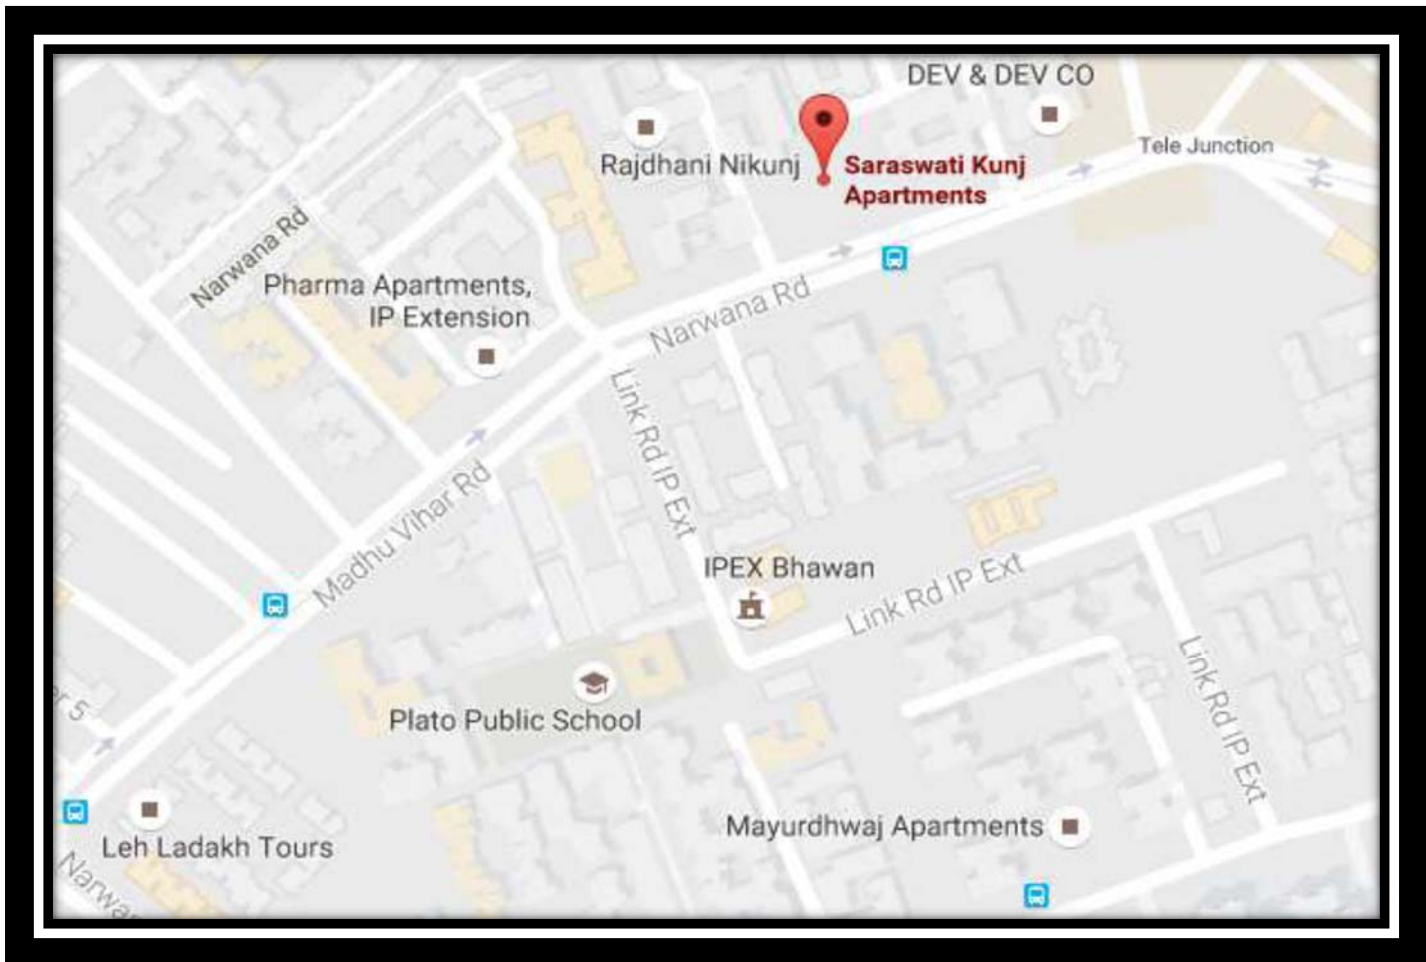 DEV & DEV CO
Tele Junction
Rajdhani Nikunj
Saraswati Kunj
Apartments
Narwana Rd
Pharma Apartments,
IP Extension
Narwana Rd
Link Rd IP Ext
Madhu Vihar Rd
IPEX Bhawan
Link Rd IP Ext
Link Rd IP Ext
Plato Public School
Mayurdhwaj Apartments
Leh Ladakh Tours